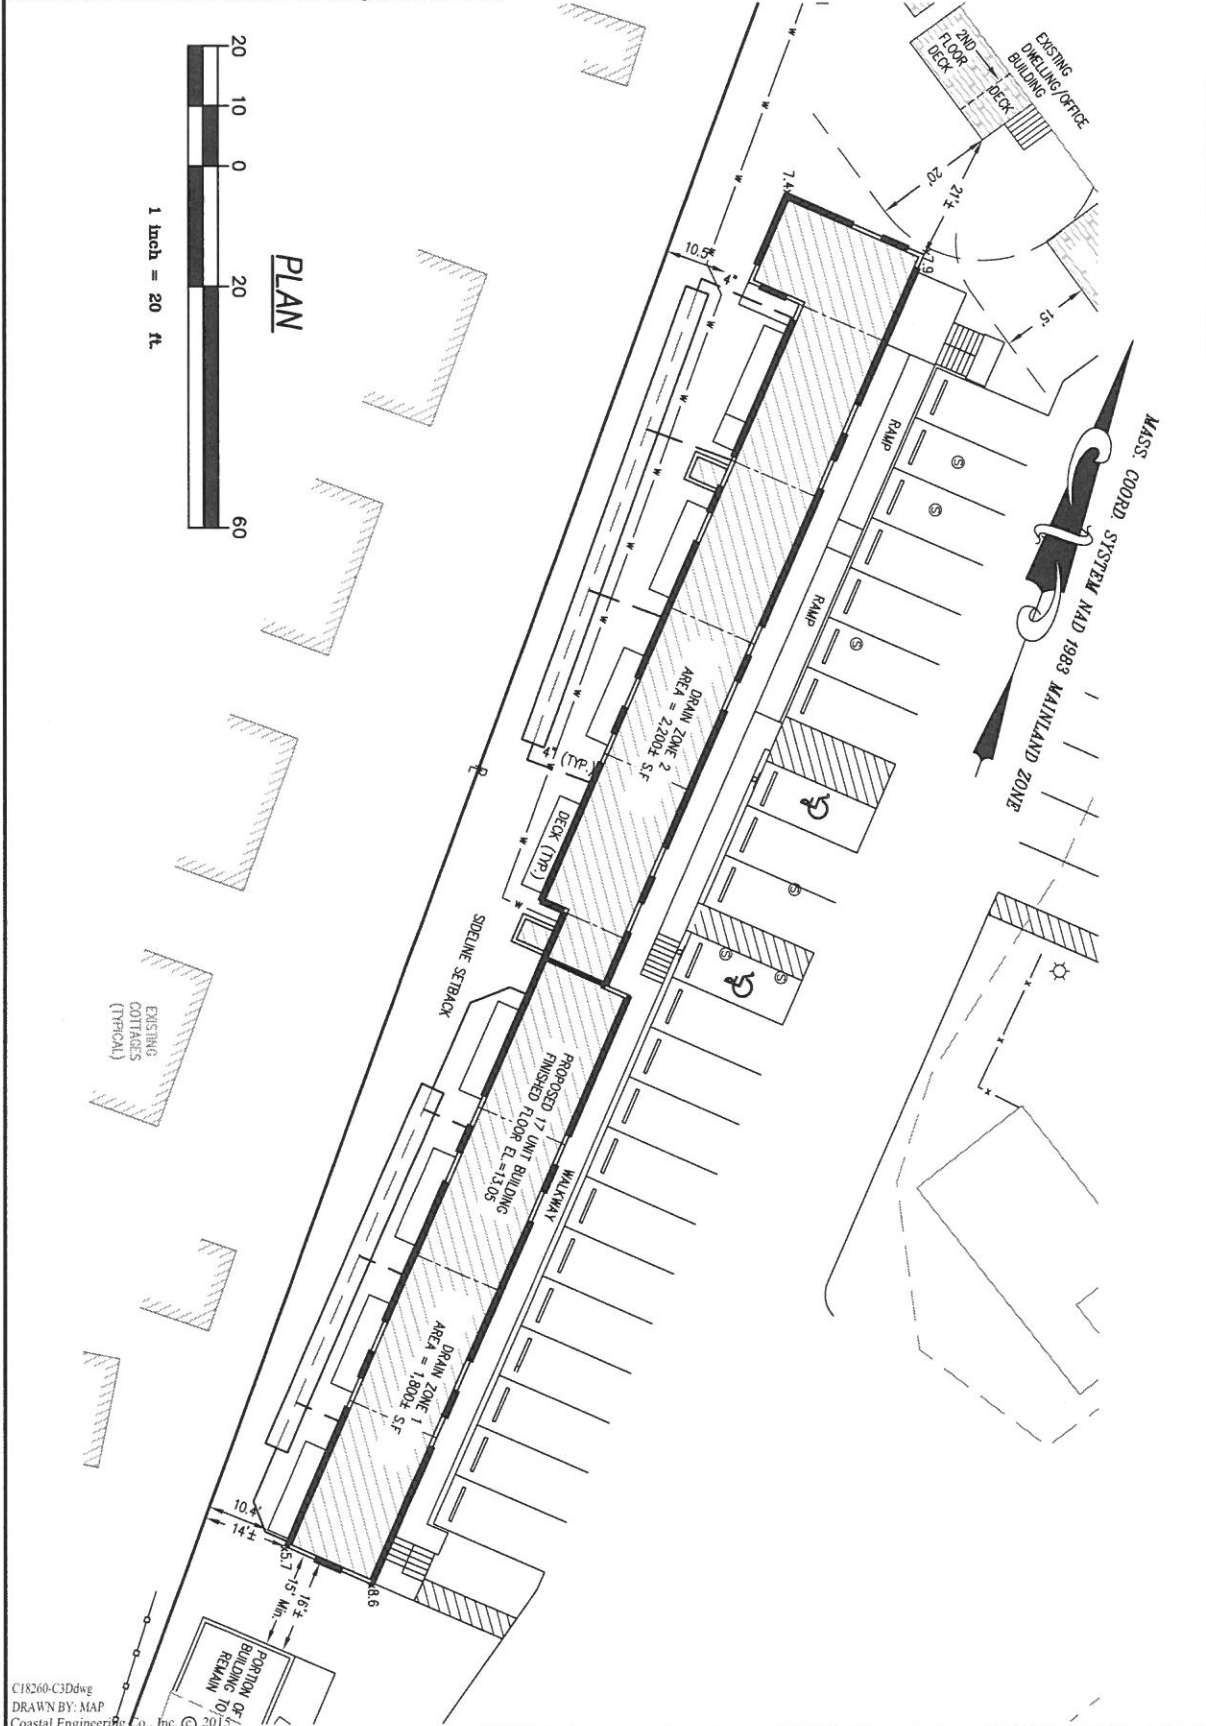 EXISTING
DWELLING/OFFICE
BUILDING
2ND
FLOOR
DECK
DECK
20'
21'±
15'
7.4
7.9
10.5'
4"
W
W
W
W
W
W
W
W
W
W
20
10
0
20
60
1 inch = 20 ft.
PLAN
MASS. COORD. SYSTEM NAD 1983 MAINLAND ZONE
RAMP
RAMP
S
S
S
S
S
S
DRAIN ZONE 2
AREA = 2,200± S.F
4" (TYP.)
DECK (TYP.)
SIDELINE SETBACK
EXISTING
COTTAGES
(TYPICAL)
PROPOSED 17 UNIT BUILDING
FINISHED FLOOR EL.=13.05
WALKWAY
DRAIN ZONE 1
AREA = 1,800± S.F
10.4'
14'±
5.7
8.6
16'±
15' Min.
PORTION OF
BUILDING TO
REMAIN
C18260-C3Ddwg
DRAWN BY: MAP
Coastal Engineering Co., Inc. ©